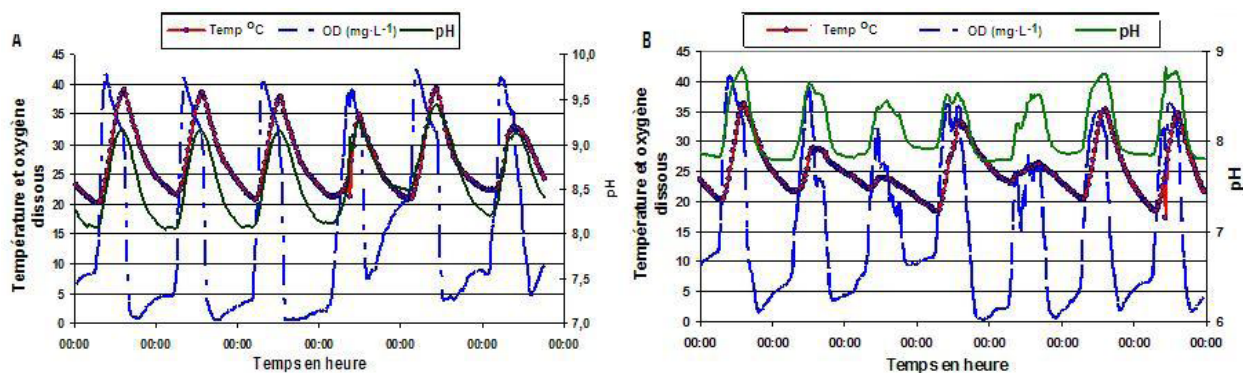 A
Temp ºC OD (mg·L-1) pH
Température et oxygène
dissous
45
40
35
30
25
20
15
10
5
0
10,0
9,5
9,0
8,5
8,0
7,5
7,0
pH
00:00 00:00 00:00 00:00 00:00 00:00 00:00
Temps en heure
B
Temp ºC OD (mg·L-1) pH
Température et oxygène
dissous
45
40
35
30
25
20
15
10
5
0
9
8
7
6
pH
00:00 00:00 00:00 00:00 00:00 00:00 00:00 00:00
Temps en heure